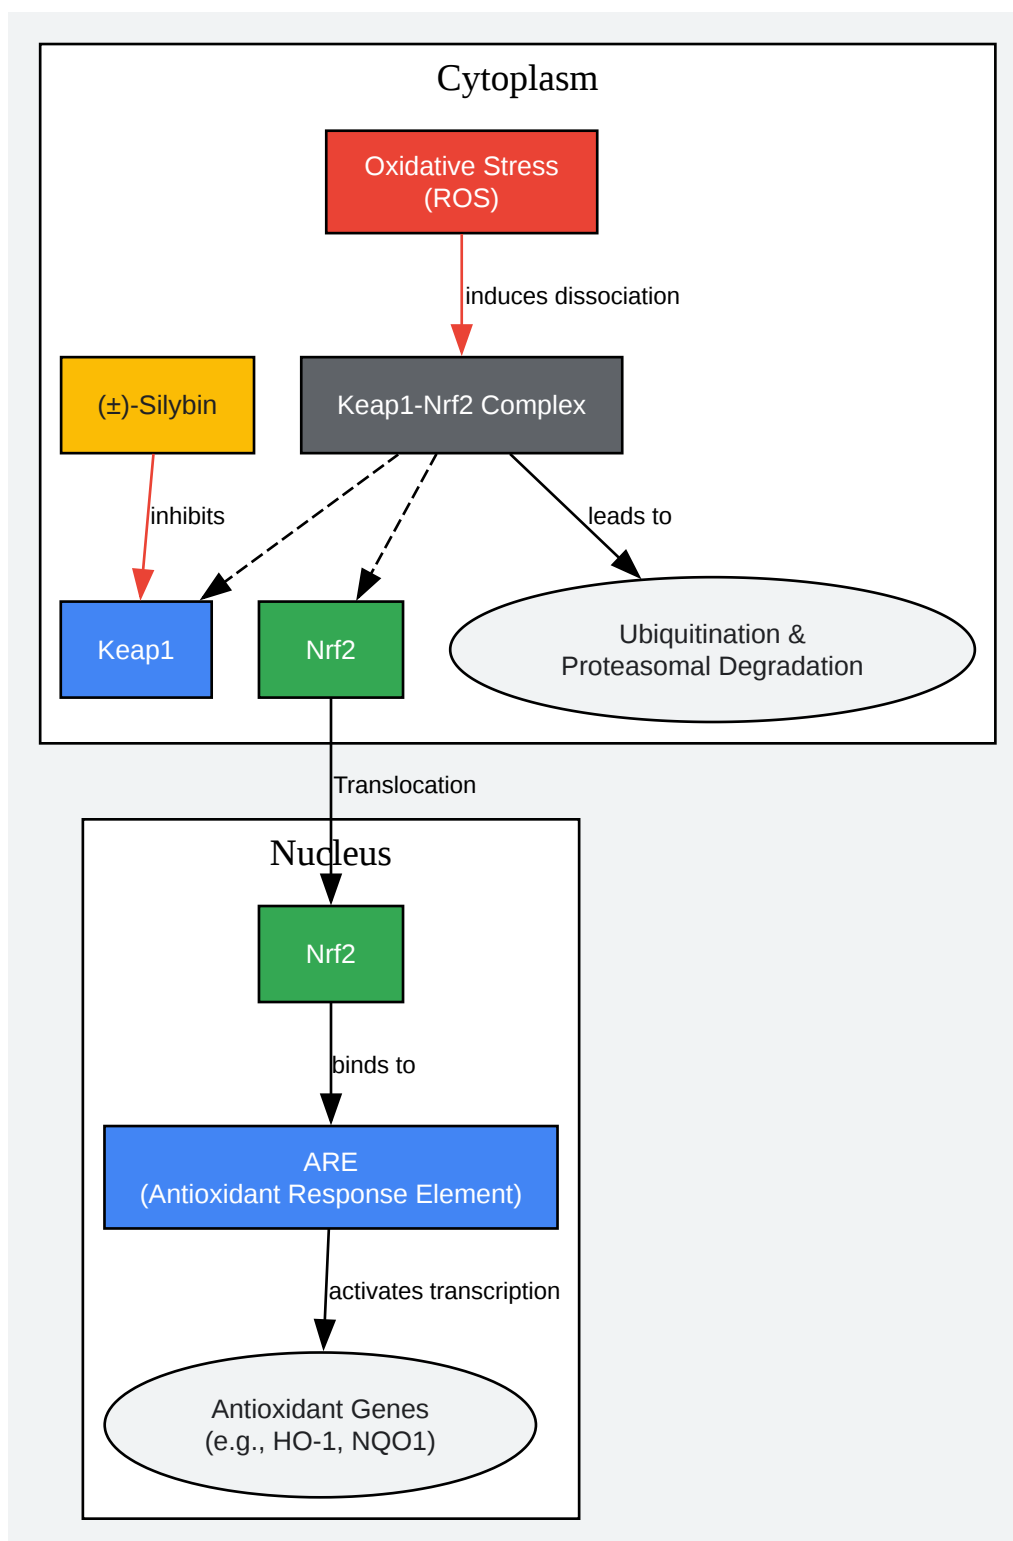 Cytoplasm
Oxidative Stress
(ROS)
induces dissociation
(±)-Silybin
Keap1-Nrf2 Complex
inhibits
leads to
Keap1
Nrf2
Ubiquitination &
Proteasomal Degradation
Translocation
Nucleus
Nrf2
binds to
ARE
(Antioxidant Response Element)
activates transcription
Antioxidant Genes
(e.g., HO-1, NQO1)